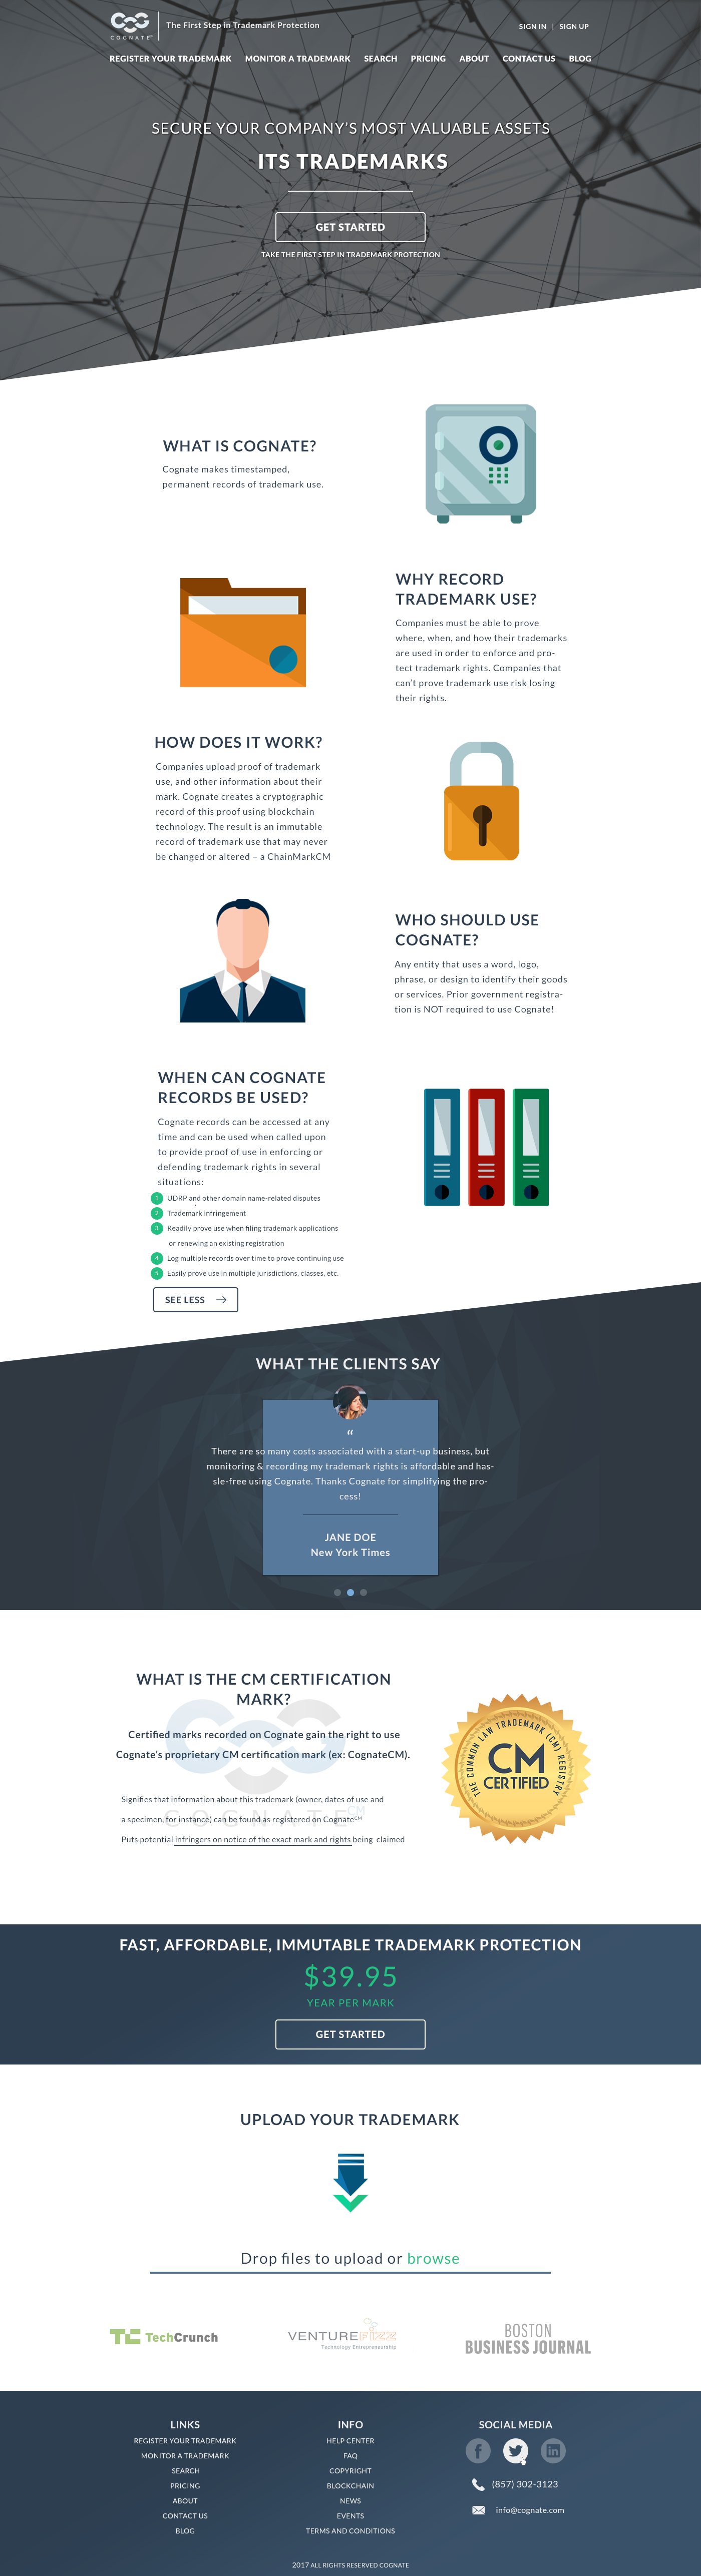 COGNATE
The First Step in Trademark Protection
SIGN IN | SIGN UP
REGISTER YOUR TRADEMARK MONITOR A TRADEMARK SEARCH PRICING ABOUT CONTACT US BLOG
SECURE YOUR COMPANY'S MOST VALUABLE ASSETS
ITS TRADEMARKS
GET STARTED
TAKE THE FIRST STEP IN TRADEMARK PROTECTION
WHAT IS COGNATE?
Cognate makes timestamped,
permanent records of trademark use.
WHY RECORD
TRADEMARK USE?
Companies must be able to prove
where, when, and how their trademarks
are used in order to enforce and pro-
tect trademark rights. Companies that
can't prove trademark use risk losing
their rights.
HOW DOES IT WORK?
Companies upload proof of trademark
use, and other information about their
mark. Cognate creates a cryptographic
record of this proof using blockchain
technology. The result is an immutable
record of trademark use that may never
be changed or altered – a ChainMarkCM
WHO SHOULD USE
COGNATE?
Any entity that uses a word, logo,
phrase, or design to identify their goods
or services. Prior government registra-
tion is NOT required to use Cognate!
WHEN CAN COGNATE
RECORDS BE USED?
Cognate records can be accessed at any
time and can be used when called upon
to provide proof of use in enforcing or
defending trademark rights in several
situations:
1 UDRP and other domain name-related disputes
2 Trademark infringement
3 Readily prove use when filing trademark applications
or renewing an existing registration
4 Log multiple records over time to prove continuing use
5 Easily prove use in multiple jurisdictions, classes, etc.
SEE LESS →
WHAT THE CLIENTS SAY
“
There are so many costs associated with a start-up business, but
monitoring & recording my trademark rights is affordable and has-
sle-free using Cognate. Thanks Cognate for simplifying the pro-
cess!
JANE DOE
New York Times
WHAT IS THE CM CERTIFICATION
MARK?
Certified marks recorded on Cognate gain the right to use
Cognate's proprietary CM certification mark (ex: CognateCM).
Signifies that information about this trademark (owner, dates of use and
a specimen, for instance) can be found as registered on Cognate℠
Puts potential infringers on notice of the exact mark and rights being claimed
COGNATE CM
THE COMMON LAW TRADEMARK (CM) REGISTRY
CM
CERTIFIED
FAST, AFFORDABLE, IMMUTABLE TRADEMARK PROTECTION
$39.95
YEAR PER MARK
GET STARTED
UPLOAD YOUR TRADEMARK
Drop files to upload or browse
TC TechCrunch
VENTUREFIZZ
Technology Entrepreneurship
BOSTON
BUSINESS JOURNAL
LINKS
REGISTER YOUR TRADEMARK
MONITOR A TRADEMARK
SEARCH
PRICING
ABOUT
CONTACT US
BLOG
INFO
HELP CENTER
FAQ
COPYRIGHT
BLOCKCHAIN
NEWS
EVENTS
TERMS AND CONDITIONS
SOCIAL MEDIA
f in
(857) 302-3123
info@cognate.com
2017 ALL RIGHTS RESERVED COGNATE